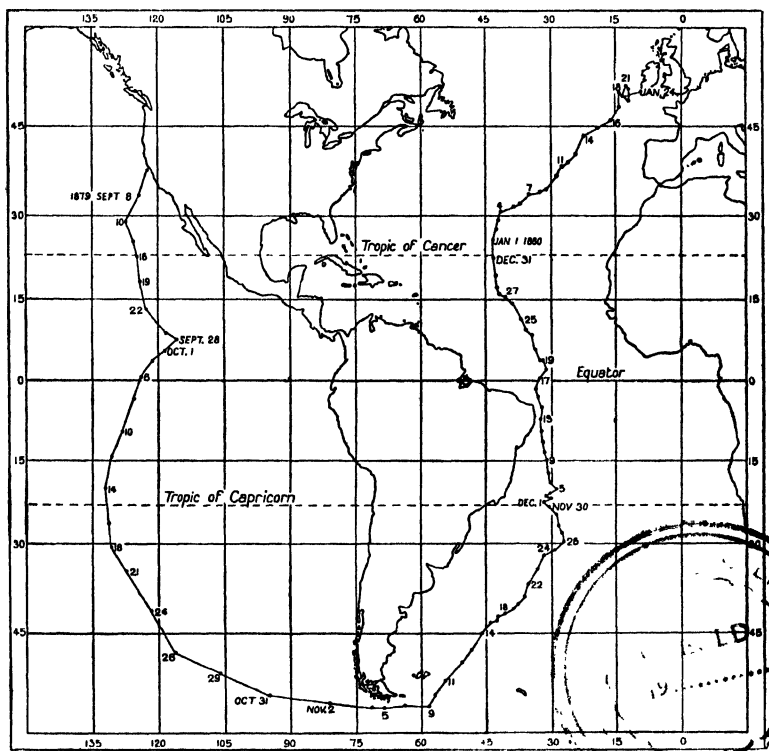 135 120 105 90 75 60 45 30 15 0
21
18 JAN. 24
16
45 14 45
11
7
1879 SEPT 8 4
30 10 30
JAN 1 1880
Tropic of Cancer
16 DEC. 31
19
15 27 15
22 25
SEPT. 28
OCT. 1 19
0 6 17 Equator 0
13
10
15 9 15
14 5
Tropic of Capricorn DEC. 1 NOV 30
30 18 26 30
24
21
22
24 18
45 14 45
26
29 11
OCT 31
NOV. 2 5 9
135 120 105 90 75 60 45 30 15 0
LD